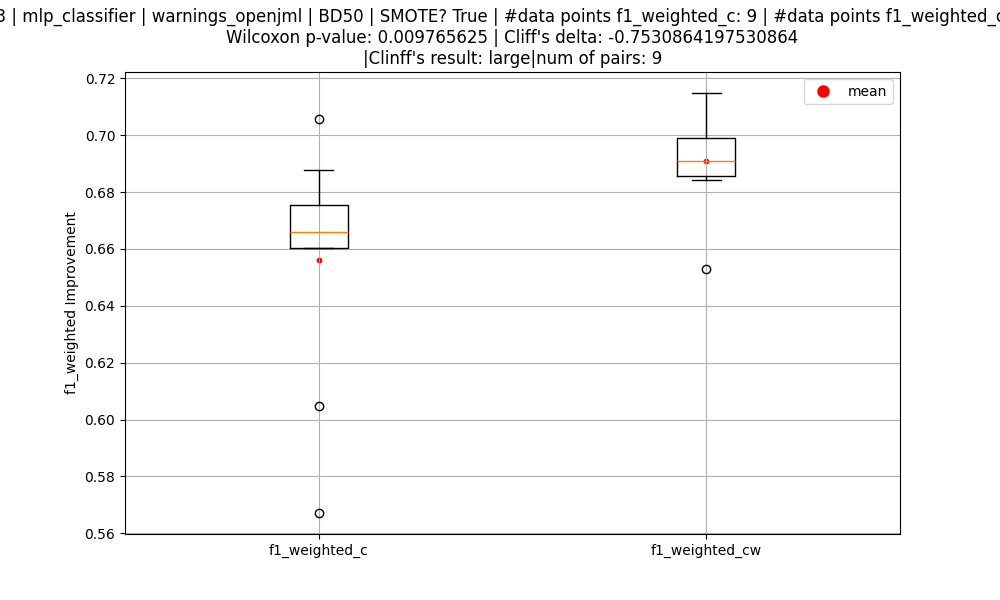 | mlp_classifier | warnings_openjml | BD50 | SMOTE? True | #data points f1_weighted_c: 9 | #data points
Wilcoxon p-value: 0.009765625 | Cliff's delta: -0.7530864197530864
|Clinff's result: large|num of pairs: 9
0.72
mean
0.70
0.68
0.66
0.64
0.62
0.60
0.58
0.56
f1_weighted Improvement
f1_weighted_c
f1_weighted_cw